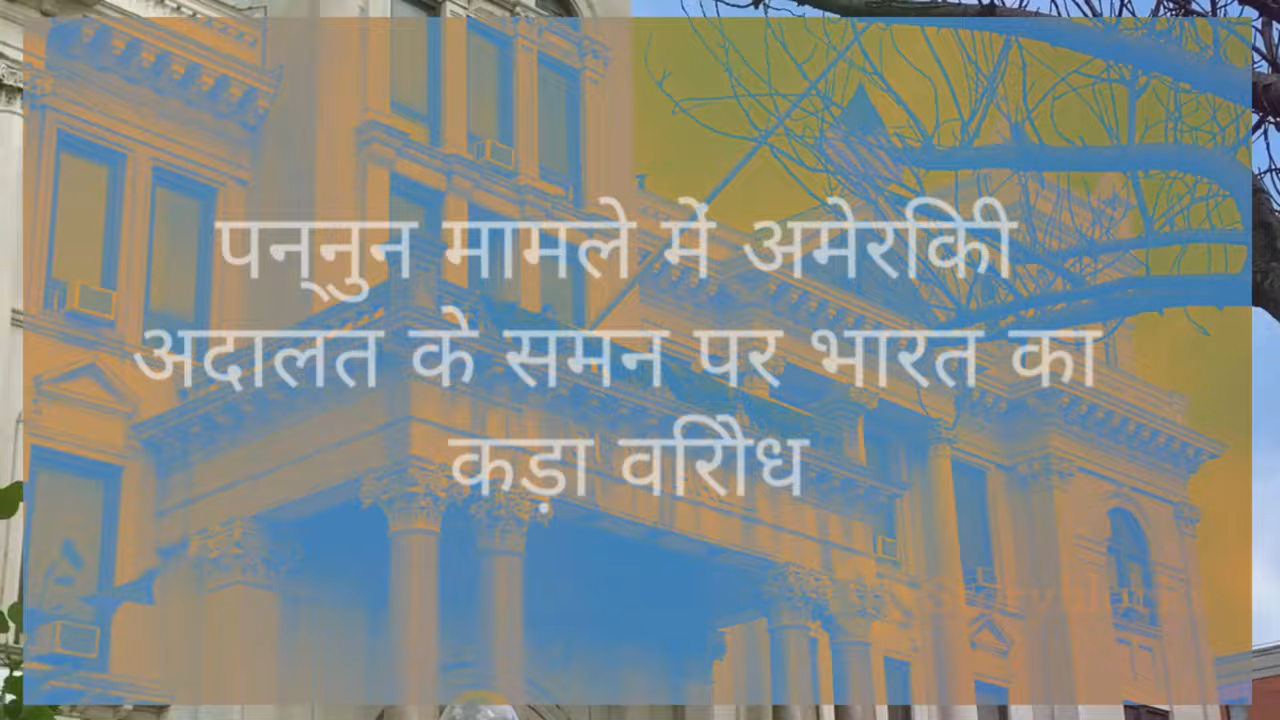 पन्नुन मामले में अमेरिकी
अदालत के समन पर भारत का
कड़ा विरोध